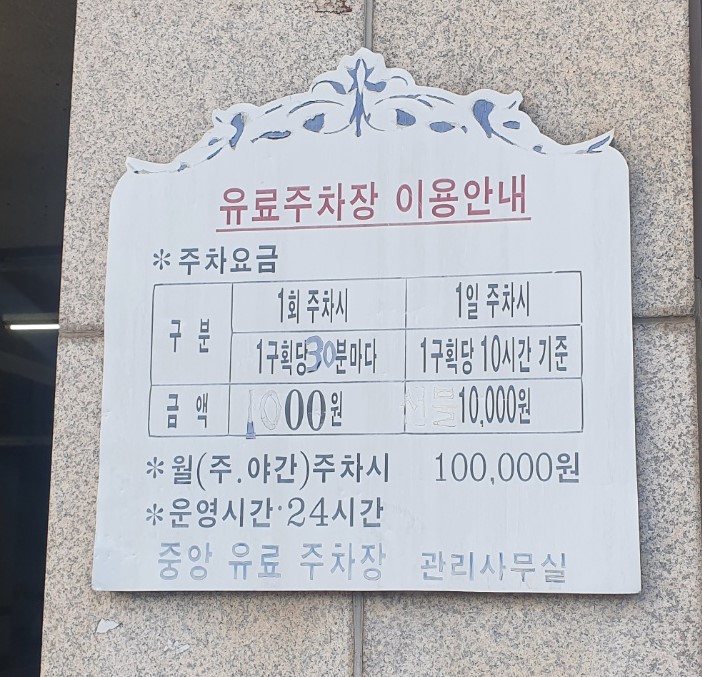 유료주차장 이용안내
*주차요금
구 분 1회 주차시 1일 주차시
1구획당 30분마다 1구획당 10시간 기준
금 액 1000원 선불 10,000원
*월(주.야간)주차시 100,000원
*운영시간·24시간
중앙 유료 주차장 관리사무실